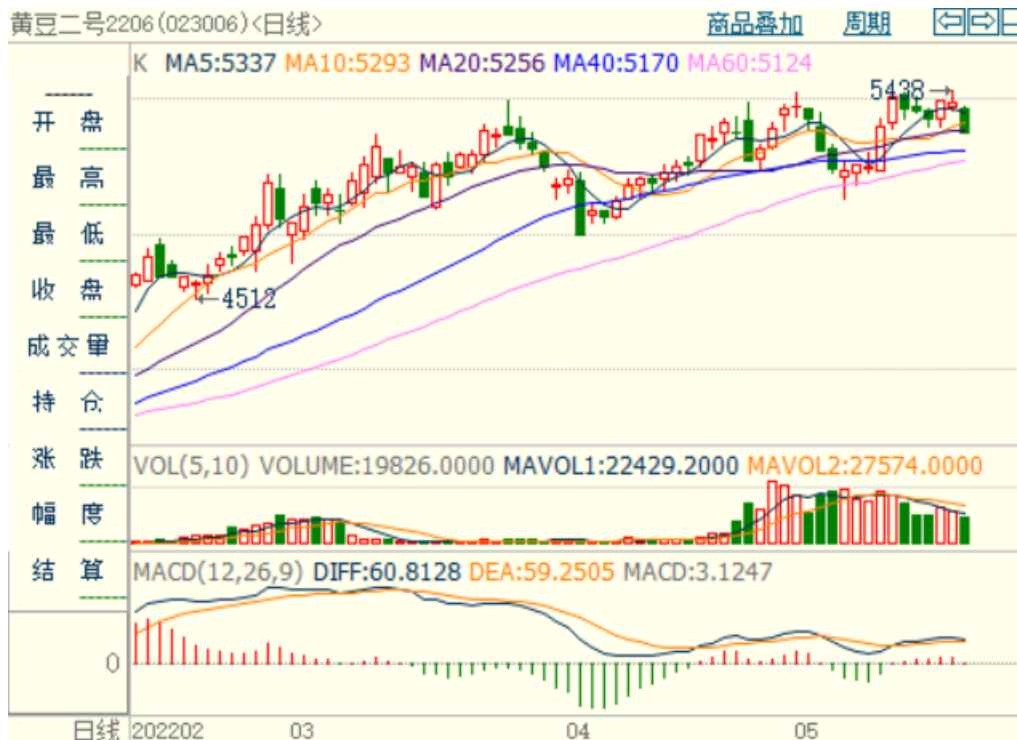 黄豆二号2206(023006)<日线>
商品叠加 周期
K MA5:5337 MA10:5293 MA20:5256 MA40:5170 MA60:5124
5438
开盘
最高
最低
收盘
4512
成交量
持仓
涨跌
VOL(5,10) VOLUME:19826.0000 MAVOL1:22429.2000 MAVOL2:27574.0000
幅度
结算
MACD(12,26,9) DIFF:60.8128 DEA:59.2505 MACD:3.1247
0
日线 202202 03 04 05